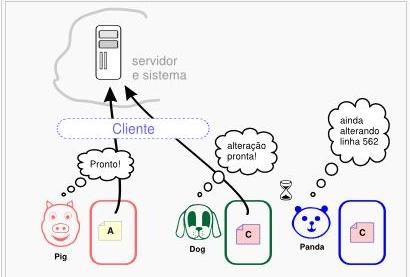 servidor
e sistema
Cliente
Pronto!
alteração
pronta!
ainda
alterando
linha 562
A
C
C
Pig
Dog
Panda